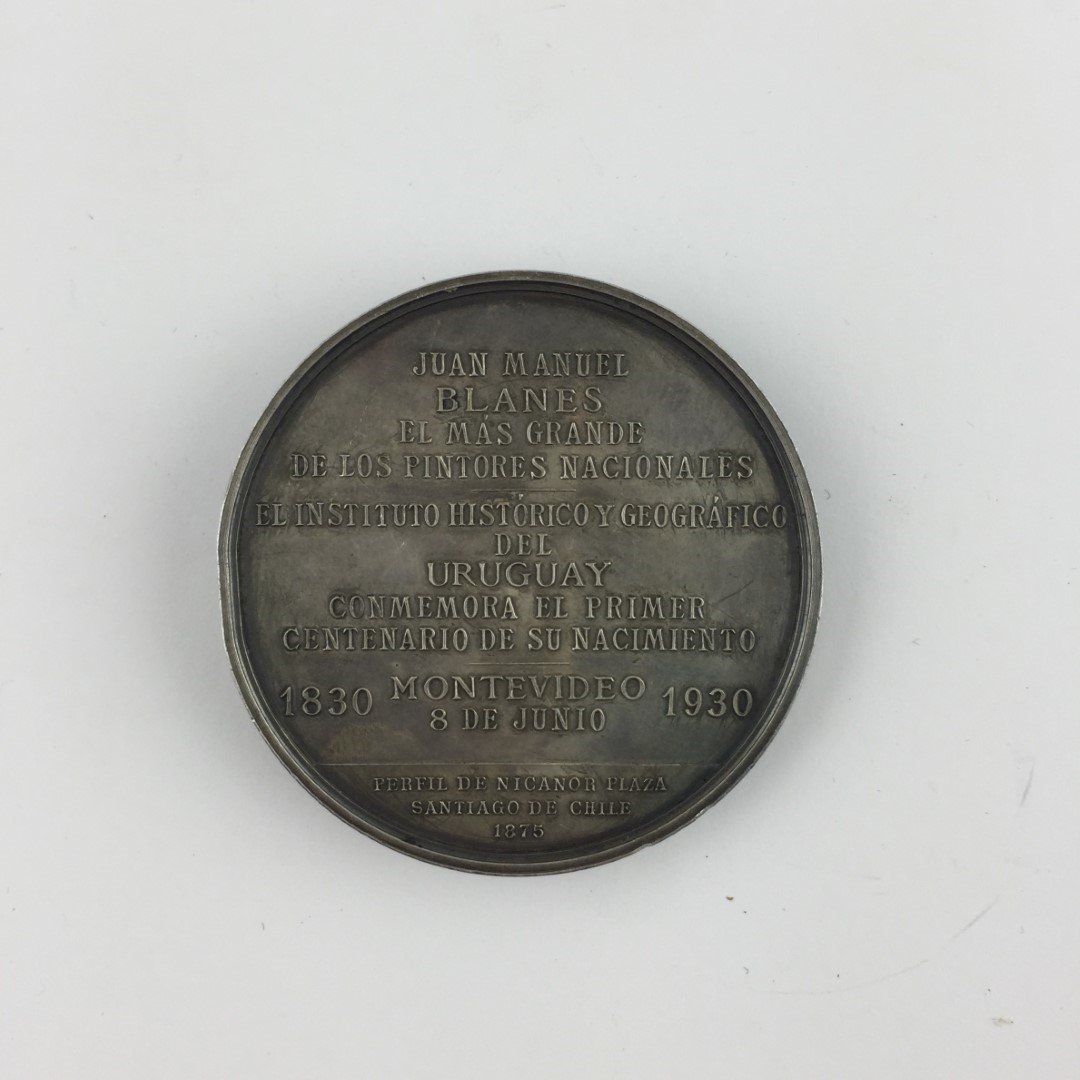 JUAN MANUEL
BLANES
EL MÁS GRANDE
DE LOS PINTORES NACIONALES
EL INSTITUTO HISTÓRICO Y GEOGRÁFICO
DEL
URUGUAY
CONMEMORA EL PRIMER
CENTENARIO DE SU NACIMIENTO
1830 MONTEVIDEO 1930
8 DE JUNIO
PERFIL DE NICANOR PLAZA
SANTIAGO DE CHILE
1875